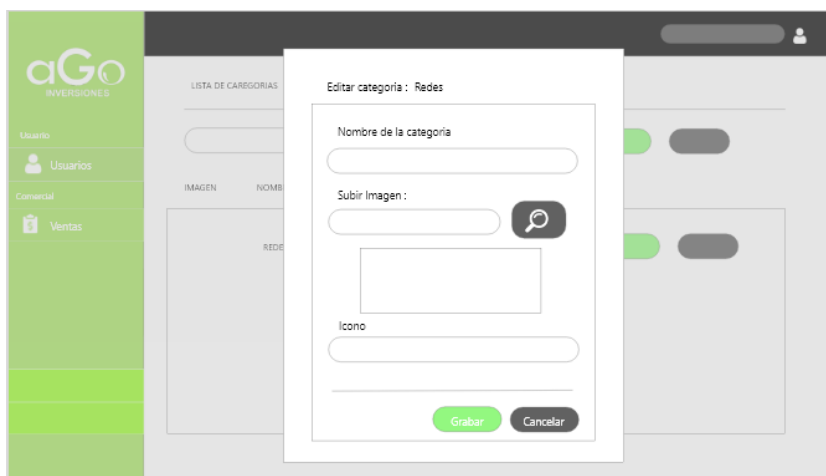 aGo
INVERSIONES
Usuario
Usuarios
Comercial
Ventas
LISTA DE CAREGORIAS
IMAGEN
NOMB
REDE
Editar categoria : Redes
Nombre de la categoria
Subir Imagen :
Icono
Grabar
Cancelar